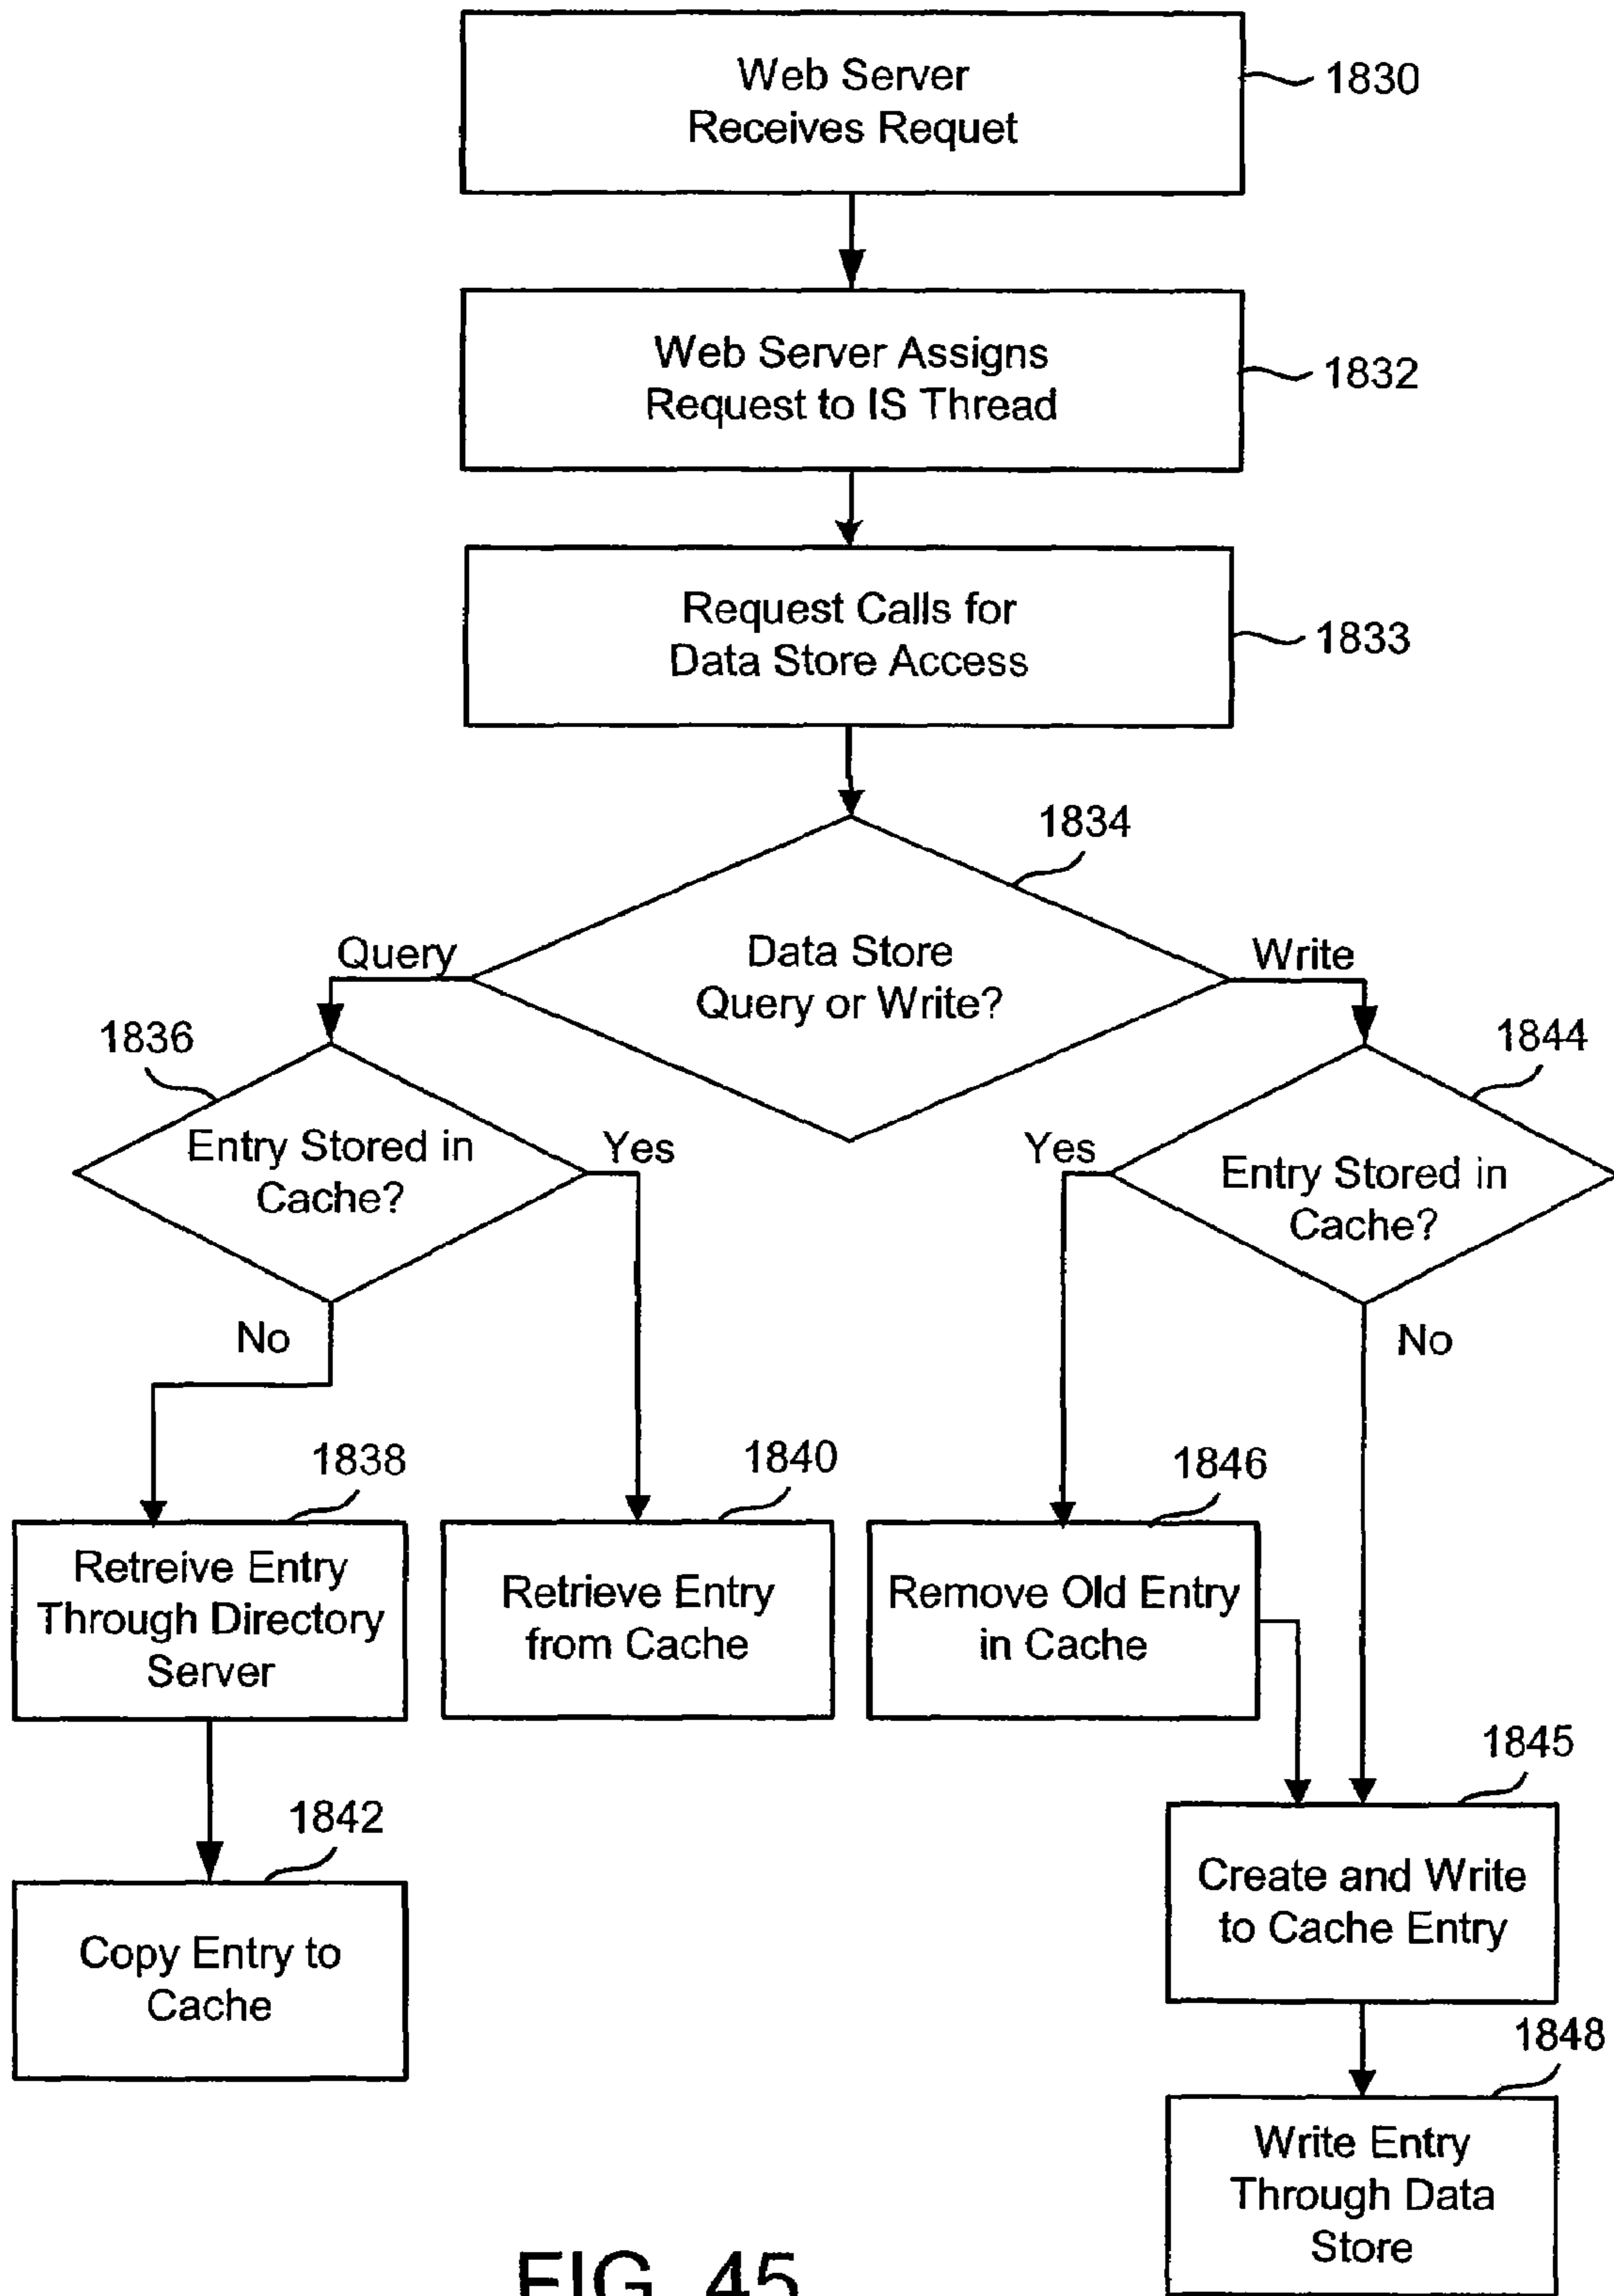 Web Server
Receives Requet
1830
Web Server Assigns
Request to IS Thread
1832
Request Calls for
Data Store Access
1833
1834
Data Store
Query or Write?
Query
Write
1836
Entry Stored in
Cache?
Yes
No
1844
Entry Stored in
Cache?
Yes
No
1838
Retreive Entry
Through Directory
Server
1840
Retrieve Entry
from Cache
1846
Remove Old Entry
in Cache
1842
Copy Entry to
Cache
1845
Create and Write
to Cache Entry
1848
Write Entry
Through Data
Store
FIG. 45